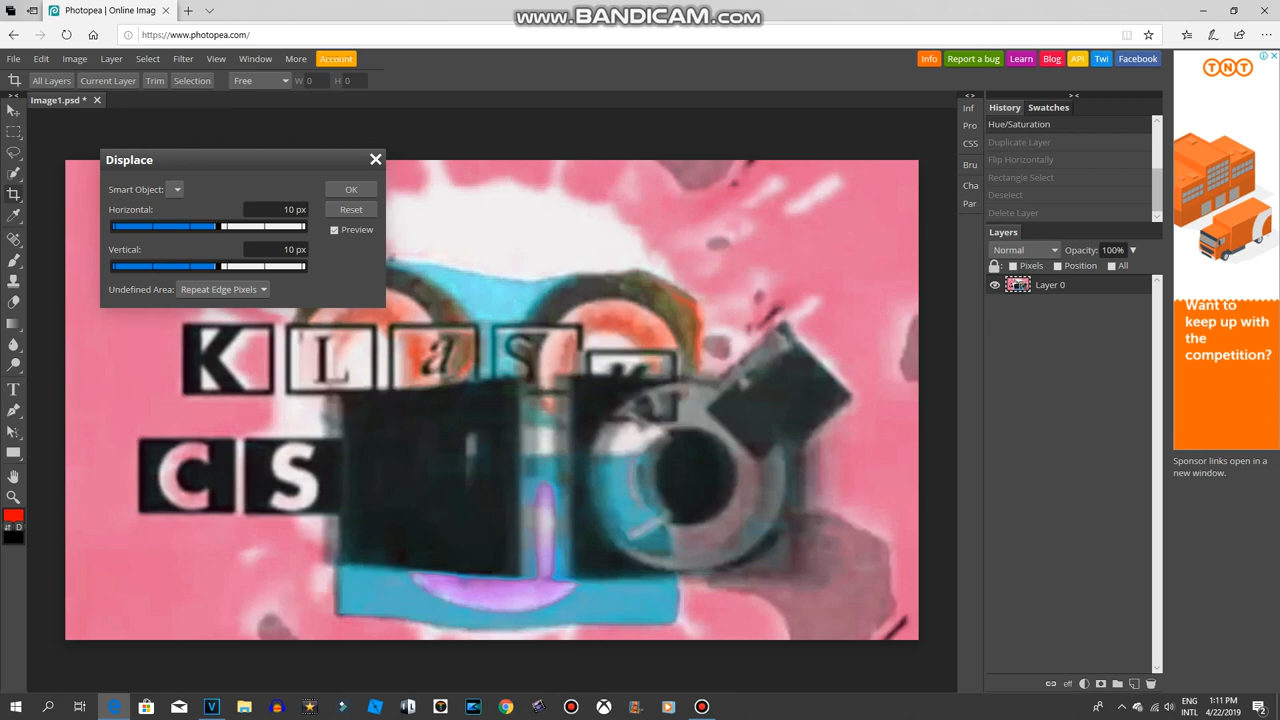 www.BANDICAM.com
Photopea | Online Imag
https://www.photopea.com/
File Edit Image Layer Select Filter View Window More Account
Info Report a bug Learn Blog API Twi Facebook
All Layers Current Layer Trim Selection Free W 0 H 0
Image1.psd *
Displace
Smart Object:
OK
Horizontal: 10 px
Reset
Preview
Vertical: 10 px
Undefined Area: Repeat Edge Pixels
K L a s
C S
Inf
Pro
CSS
Bru
Cha
Par
History Swatches
Hue/Saturation
Duplicate Layer
Flip Horizontally
Rectangle Select
Deselect
Delete Layer
Layers
Normal Opacity: 100%
Pixels Position All
Layer 0
eff
TNT
Want to
keep up with
the
competition?
Sponsor links open in a
new window.
T
D
ENG
INTL
1:11 PM
4/22/2019